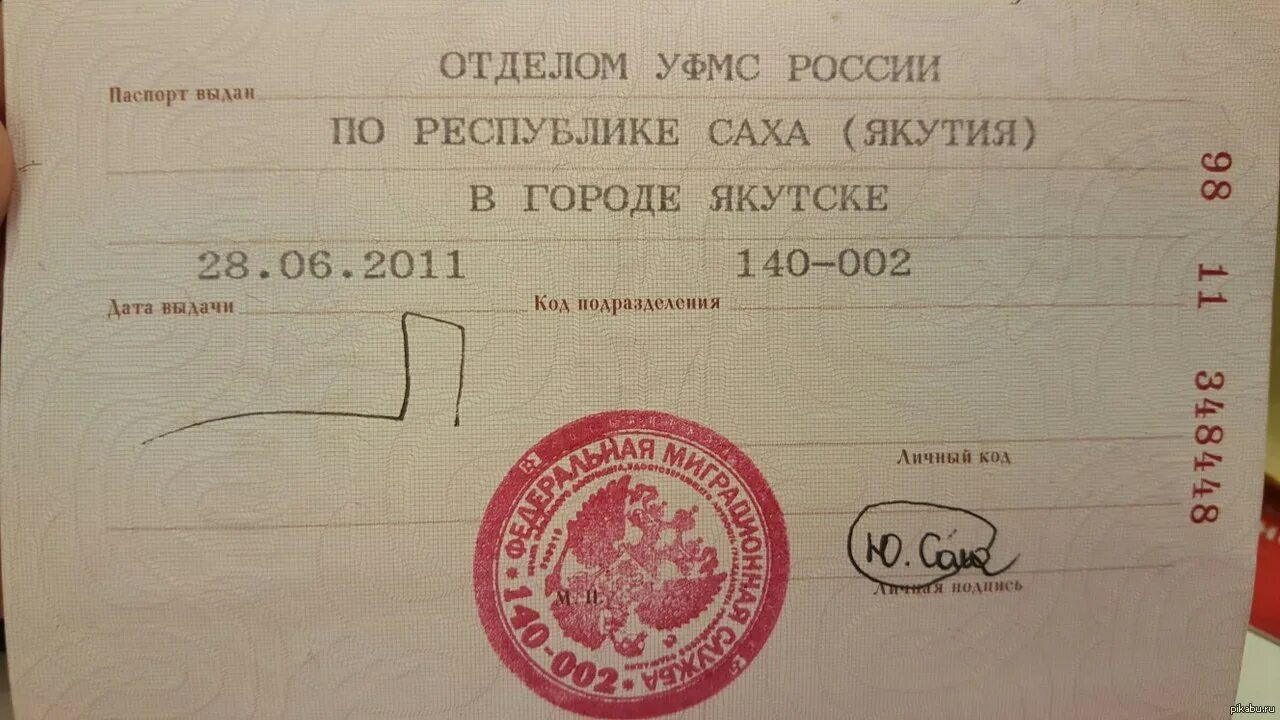 ОТДЕЛОМ УФМС РОССИИ
Паспорт выдан
ПО РЕСПУБЛИКЕ САХА (ЯКУТИЯ)
В ГОРОДЕ ЯКУТСКЕ
28.06.2011 140-002
Дата выдачи Код подразделения
98 11 348448
Личный код
ФЕДЕРАЛЬНАЯ МИГРАЦИОННАЯ СЛУЖБА
140-002
М. П.
Ю.
Личная подпись
pikabu.ru